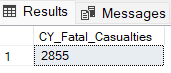 Results Messages
CY_Fatal_Casualties
1 2855